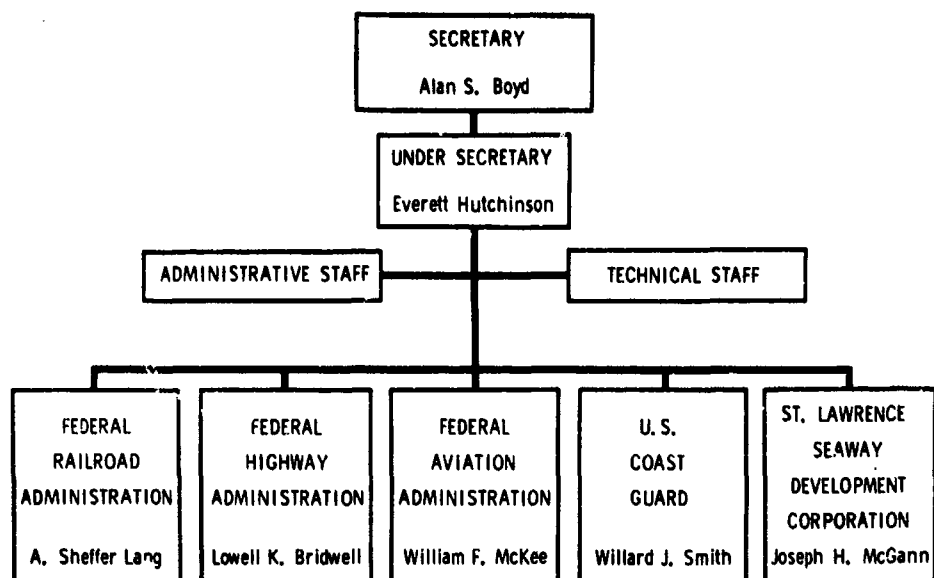 SECRETARY
Alan S. Boyd
UNDER SECRETARY
Everett Hutchinson
ADMINISTRATIVE STAFF
TECHNICAL STAFF
FEDERAL
RAILROAD
ADMINISTRATION
A. Sheffer Lang
FEDERAL
HIGHWAY
ADMINISTRATION
Lowell K. Bridwell
FEDERAL
AVIATION
ADMINISTRATION
William F. McKee
U. S.
COAST
GUARD
Willard J. Smith
ST. LAWRENCE
SEAWAY
DEVELOPMENT
CORPORATION
Joseph H. McGann